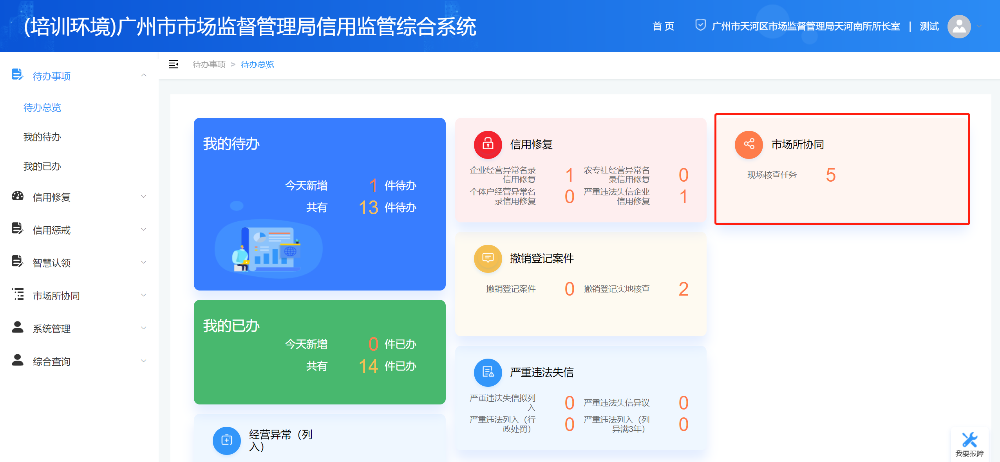 (培训环境)广州市市场监督管理局信用监管综合系统
首 页
广州市天河区市场监督管理局天河南所所长室 | 测试
待办事项
待办总览
我的待办
我的已办
信用修复
信用惩戒
智慧认领
市场所协同
系统管理
综合查询
待办事项 > 待办总览
我的待办
今天新增 1 件待办
共有 13 件待办
我的已办
今天新增 0 件已办
共有 14 件已办
经营异常（列
入）
信用修复
企业经营异常名录
信用修复
1
农专社经营异常名
录信用修复
0
个体户经营异常名
录信用修复
0
严重违法失信企业
信用修复
1
撤销登记案件
撤销登记案件 0 撤销登记实地核查 2
严重违法失信
严重违法失信拟列
入
0
严重违法失信异议 0
严重违法列入（行
政处罚）
0
严重违法列入（列
异满3年）
0
市场所协同
现场核查任务 5
我要报障